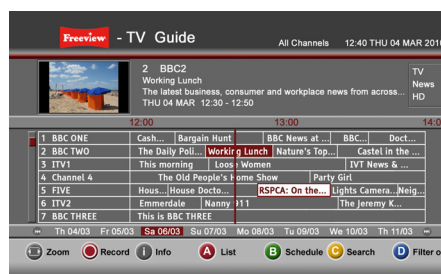 Freeview - TV Guide
All Channels 12:40 THU 04 MAR 2010
2 BBC2
Working Lunch
The latest business, consumer and workplace news from across...
THU 04 MAR 12:30 - 12:50
TV
News
HD
12:00 13:00 14:0
1 BBC ONE Cash... Bargain Hunt BBC News at ... BBC... Doct...
2 BBC TWO The Daily Poli... Working Lunch Nature's Top... Castel in the ...
3 ITV1 This morning Loose Women IVT News & ...
4 Channel 4 The Old People's Home Show Party Girl
5 FIVE Hous... House Docto... RSPCA: On the... Lights Camera... Neig...
6 ITV2 Emmerdale Nanny 911 The Jeremy K...
7 BBC THREE This is BBC THREE
Th 04/03 Fr 05/03 Sa 06/03 Su 07/03 Mo 08/03 Tu 09/03 We 10/03 Th 11/03
Zoom Record i Info A List B Schedule C Search D Filter o